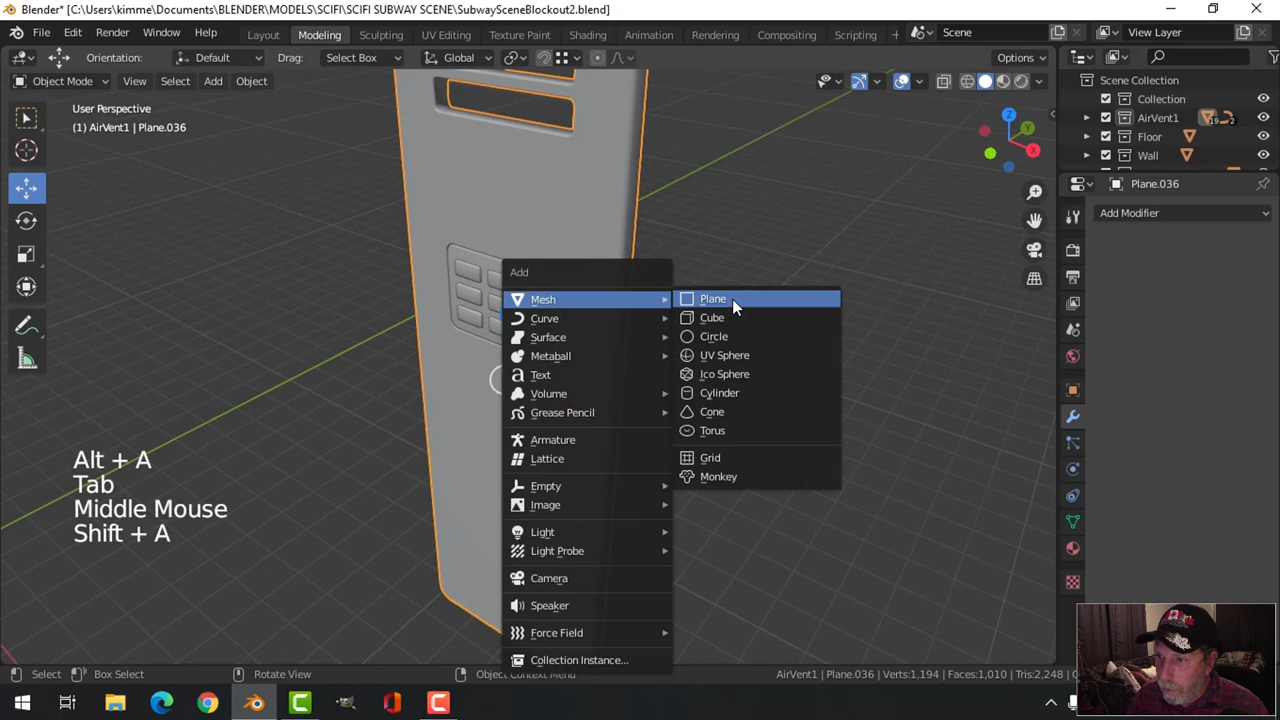 Blender* [C:\Users\kimme\Documents\BLENDER\MODELS\SCIFI\SCIFI SUBWAY SCENE\SubwaySceneBlockout2.blend]
File Edit Render Window Help Layout Modeling Sculpting UV Editing Texture Paint Shading Animation Rendering Compositing Scripting + Scene View Layer
Orientation: Default Drag: Select Box Global Options
Object Mode View Select Add Object
User Perspective
(1) AirVent1 | Plane.036
Scene Collection
Collection
AirVent1 19 2
Floor
Wall
Plane.036
Add Modifier
Z
Y
X
Add
Mesh
Curve
Surface
Metaball
Text
Volume
Grease Pencil
Armature
Lattice
Empty
Image
Light
Light Probe
Camera
Speaker
Force Field
Collection Instance...
Plane
Cube
Circle
UV Sphere
Ico Sphere
Cylinder
Cone
Torus
Grid
Monkey
Alt + A
Tab
Middle Mouse
Shift + A
Select Box Select Rotate View Object Context Menu AirVent1 | Plane.036 Verts:1,194 Faces:1,010 Tris:2,248